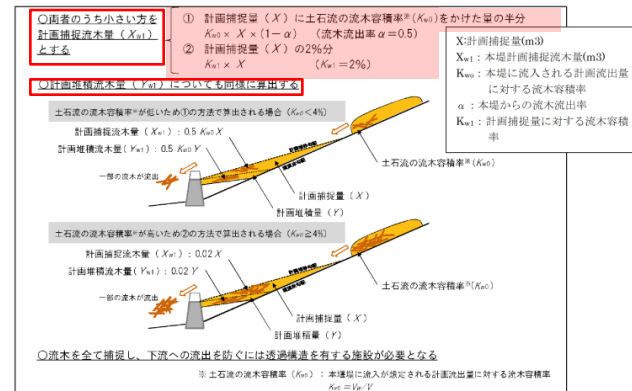 ○両者のうち小さい方を
計画捕捉流木量（Xw1）
とする
① 計画捕捉量（X）に土石流の流木容積率※（Kw0）をかけた量の半分
Kw0 × X ×（1－α）　（流木流出率α＝0.5）
② 計画捕捉量（X）の2％分
Kw1 × X　（Kw1＝2％）
X:計画捕捉量(m3)
Xw1：本堤計画捕捉流木量(m3)
Kwo：本堤に流入される計画流出量
に対する流木容積率
α：本堤からの流木流出率
Kw1：計画捕捉量に対する流木容積
率
○計画堆積流木量（Yw1）についても同様に算出する
土石流の流木容積率※が低いため①の方法で算出される場合（Kw0＜4％）
計画捕捉流木量（Xw1）：0.5 Kw0 X
計画堆積流木量（Yw1）：0.5 Kw0 Y
一部の流木が流出
計画捕捉勾配
土石流の流木容積率※（Kw0）
計画捕捉量（X）
計画堆積量（Y）
土石流の流木容積率※が高いため②の方法で算出される場合（Kw0≧4％）
計画捕捉流木量（Xw1）：0.02 X
計画堆積流木量（Yw1）：0.02 Y
一部の流木が流出
計画捕捉勾配
土石流の流木容積率※（Kw0）
計画捕捉量（X）
計画堆積量（Y）
○流木を全て捕捉し、下流への流出を防ぐには透過構造を有する施設が必要となる
※ 土石流の流木容積率（Kw0）：本堰堤に流入が想定される計画流出量に対する流木容積率
Kw0＝Vw/V